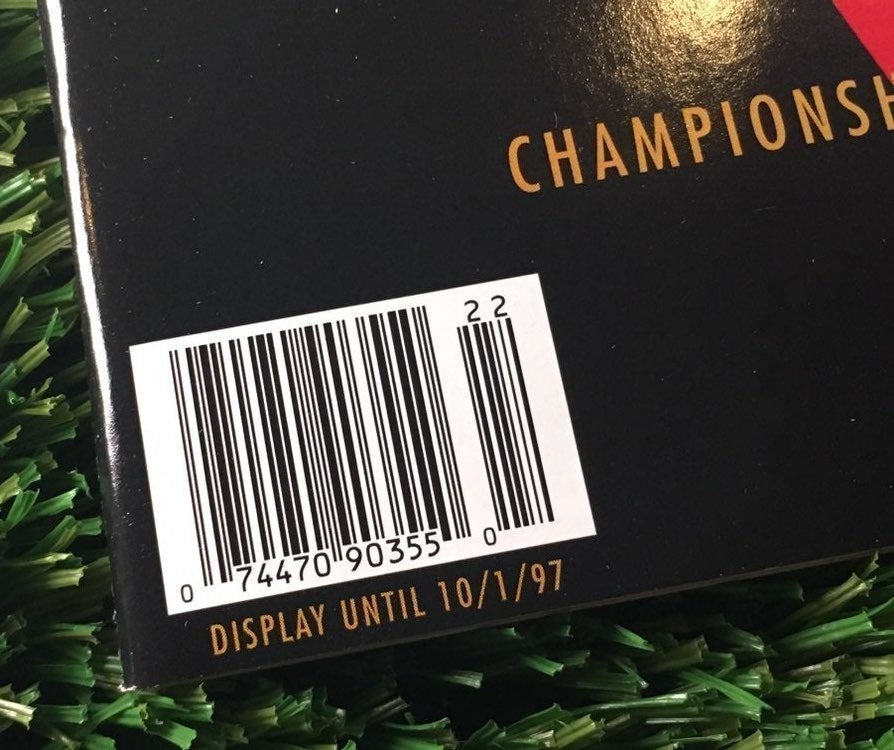 CHAMPIONSH
22
0 74470 90355 0
DISPLAY UNTIL 10/1/97